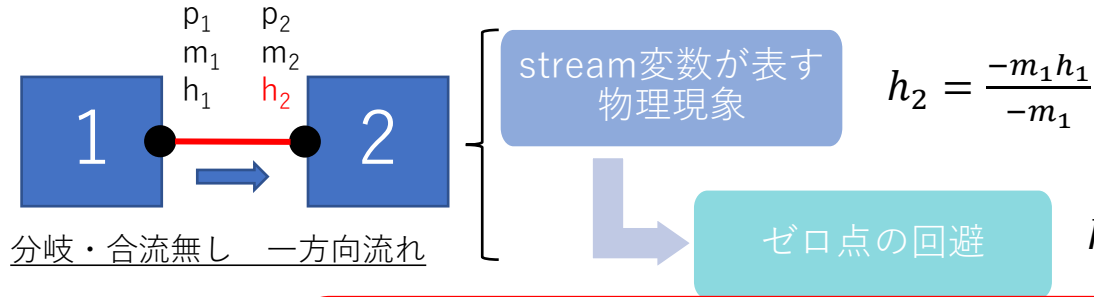 p₁ p₂
m₁ m₂
h₁ h₂
1
2
分岐・合流無し 一方向流れ
stream変数が表す
物理現象
h₂ = −m₁h₁ / −m₁
ゼロ点の回避